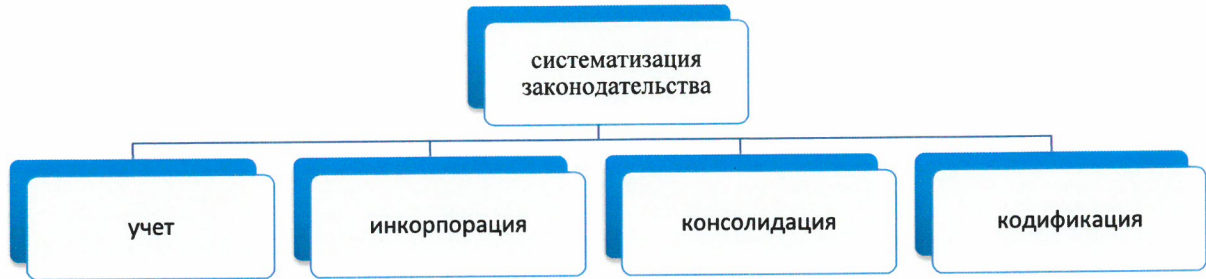 систематизация
законодательства
учет
инкорпорация
консолидация
кодификация